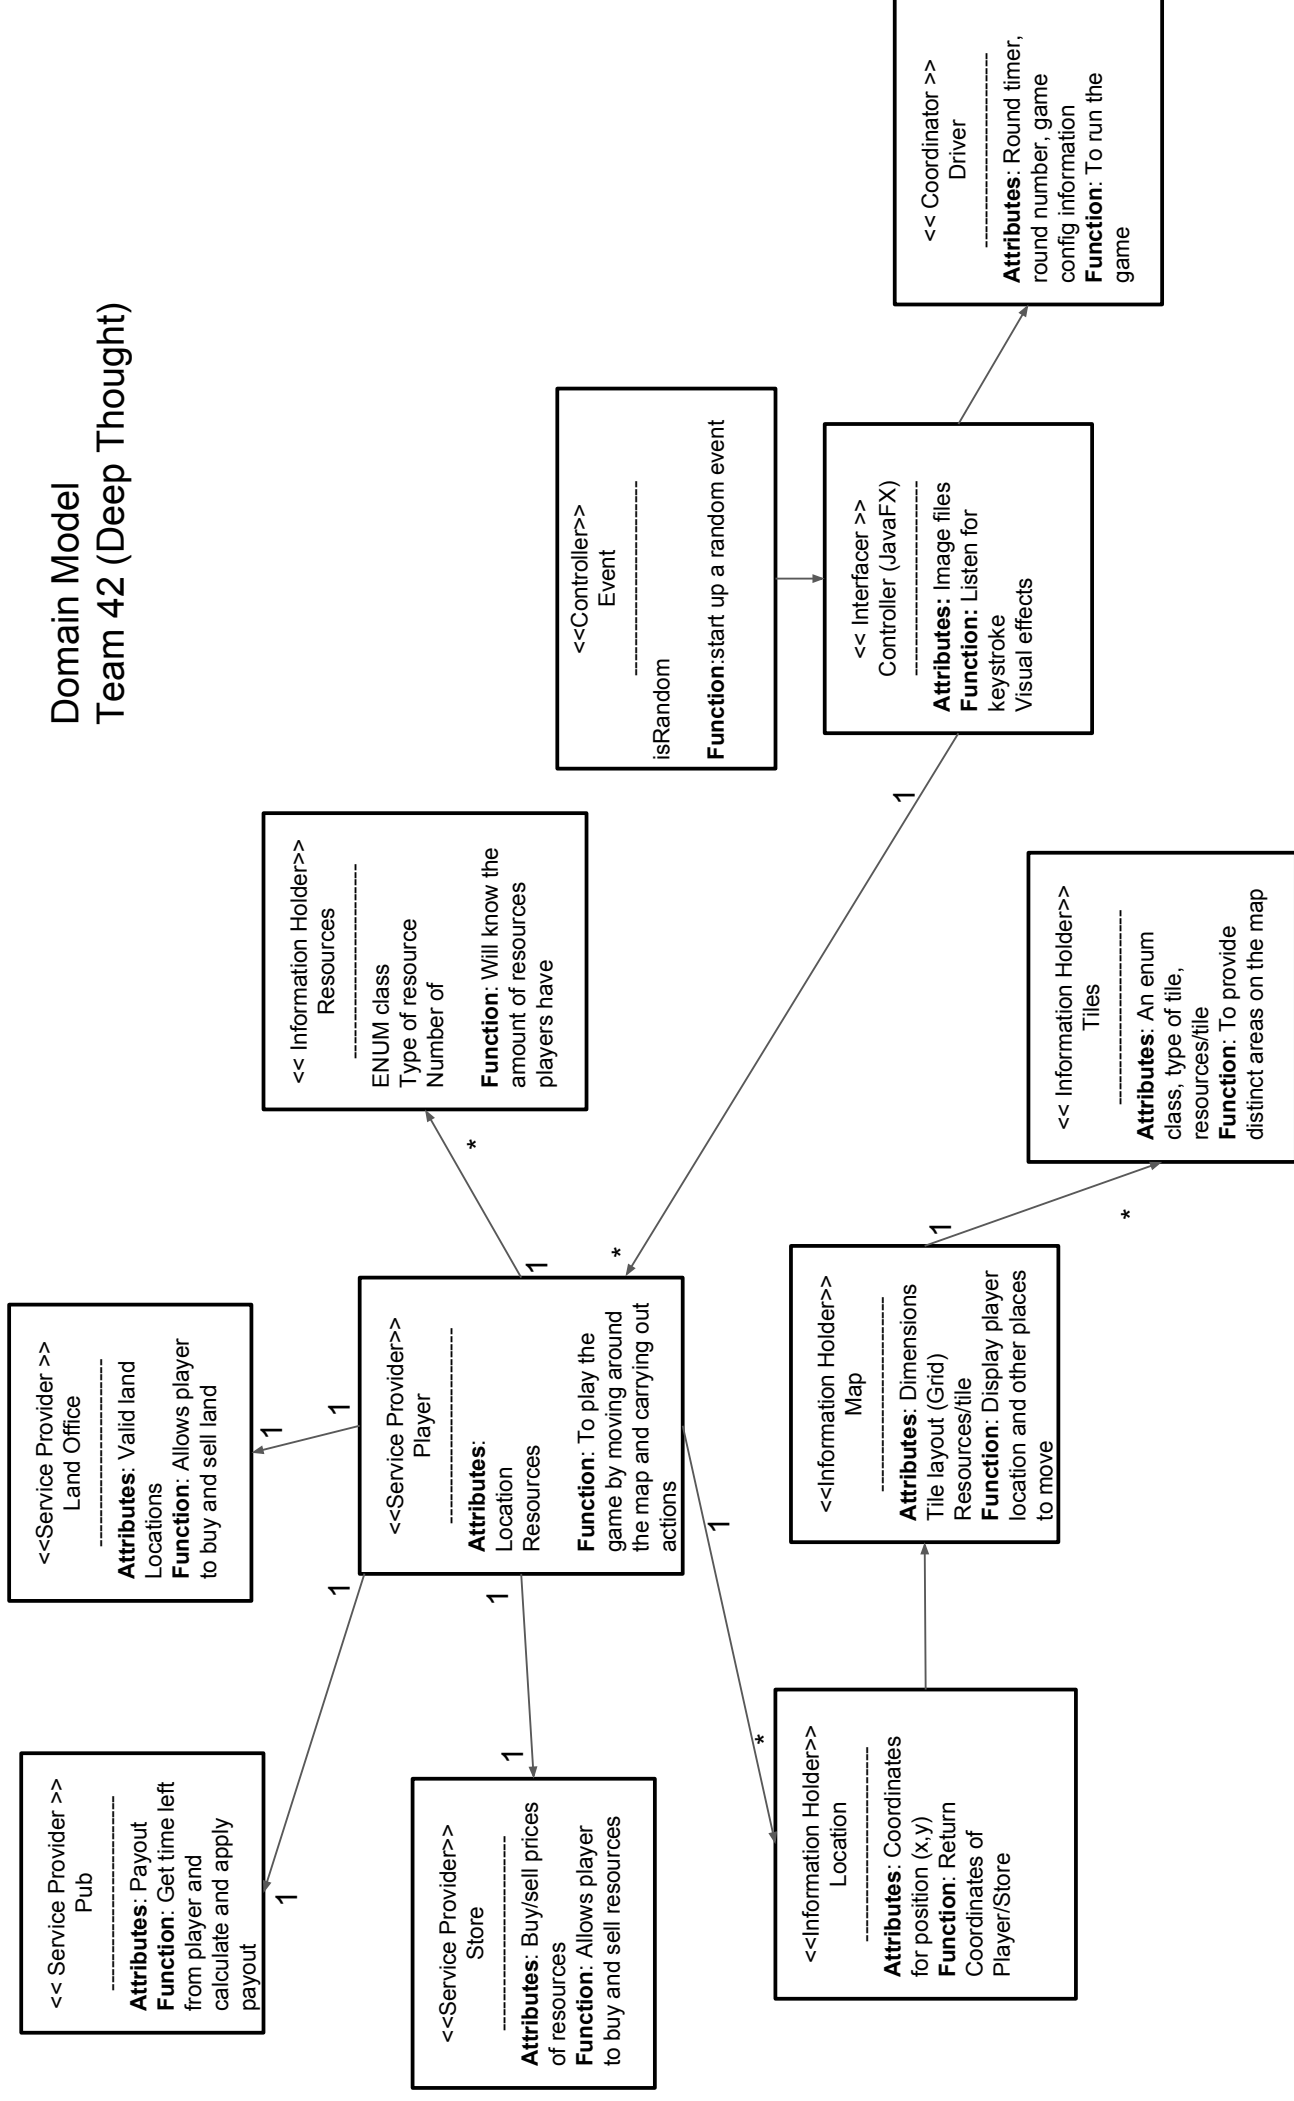 Domain Model
Team 42 (Deep Thought)
<< Service Provider >>
Pub
Attributes: Payout
Function: Get time left
from player and
calculate and apply
payout
1
1
<<Service Provider >>
Land Office
Attributes: Valid land
Locations
Function: Allows player
to buy and sell land
1
1
<< Information Holder>>
Resources
ENUM class
Type of resource
Number of
Function: Will know the
amount of resources
players have
*
1
<<Service Provider>>
Player
Attributes:
Location
Resources
Function: To play the
game by moving around
the map and carrying out
actions
<<Service Provider>>
Store
Attributes: Buy/sell prices
of resources
Function: Allows player
to buy and sell resources
1
1
*
1
<<Controller>>
Event
isRandom
Function:start up a random event
<< Interfacer >>
Controller (JavaFX)
Attributes: Image files
Function: Listen for
keystroke
Visual effects
<< Coordinator >>
Driver
Attributes: Round timer,
round number, game
config information
Function: To run the
game
*
1
<<Information Holder>>
Location
Attributes: Coordinates
for position (x,y)
Function: Return
Coordinates of
Player/Store
<<Information Holder>>
Map
Attributes: Dimensions
Tile layout (Grid)
Resources/tile
Function: Display player
location and other places
to move
1
*
<< Information Holder>>
Tiles
Attributes: An enum
class, type of tile,
resources/tile
Function: To provide
distinct areas on the map